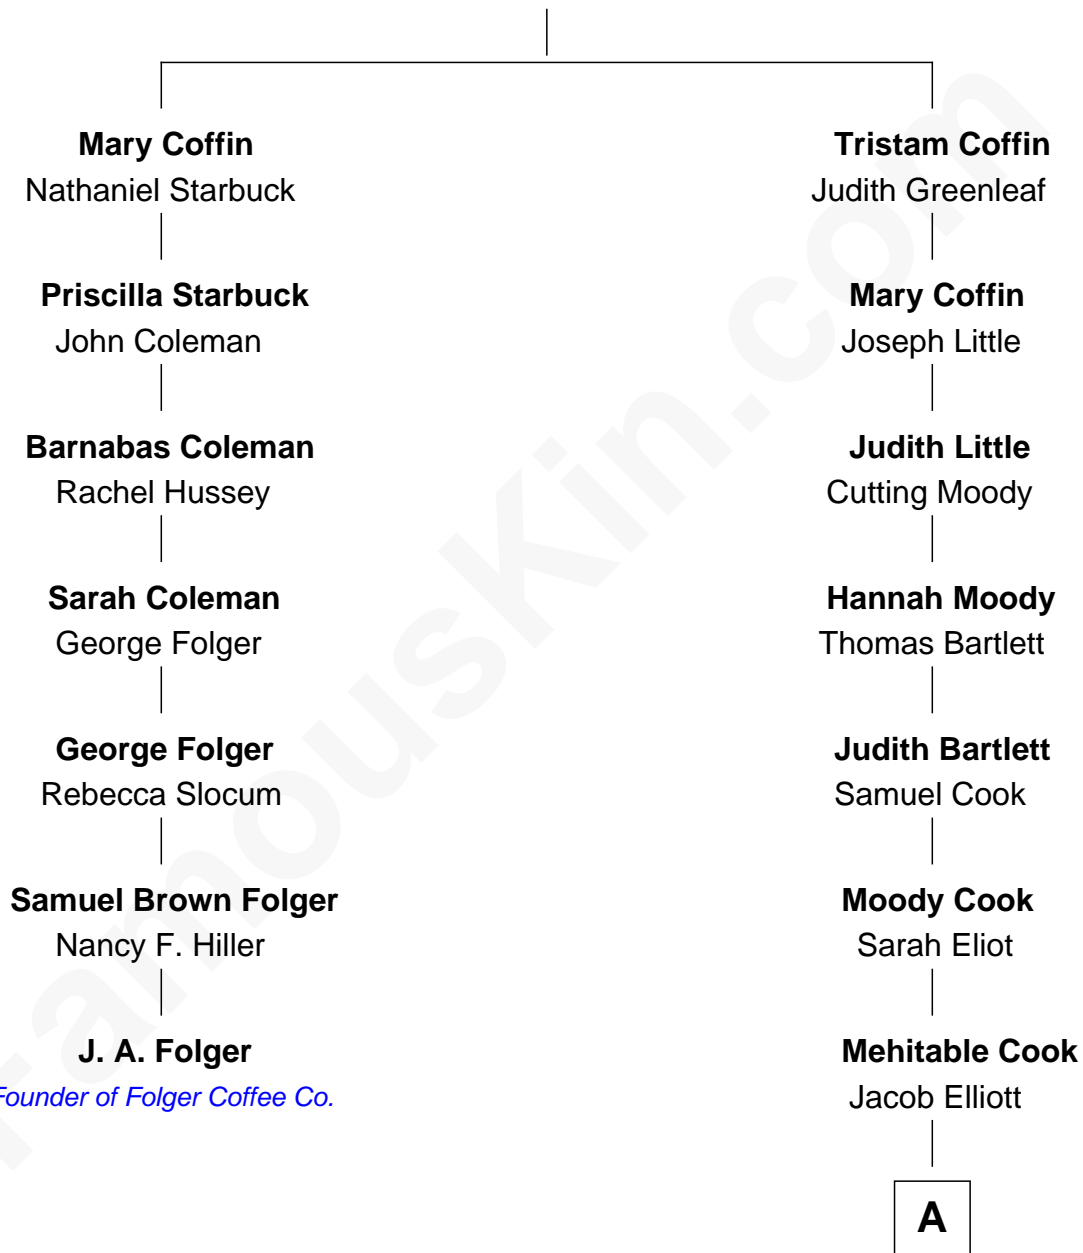 Mary Coffin
Nathaniel Starbuck
Priscilla Starbuck
John Coleman
Barnabas Coleman
Rachel Hussey
Sarah Coleman
George Folger
George Folger
Rebecca Slocum
Samuel Brown Folger
Nancy F. Hiller
J. A. Folger
Founder of Folger Coffee Co.
Tristam Coffin
Judith Greenleaf
Mary Coffin
Joseph Little
Judith Little
Cutting Moody
Hannah Moody
Thomas Bartlett
Judith Bartlett
Samuel Cook
Moody Cook
Sarah Eliot
Mehitable Cook
Jacob Elliott
A
FamousKin.com